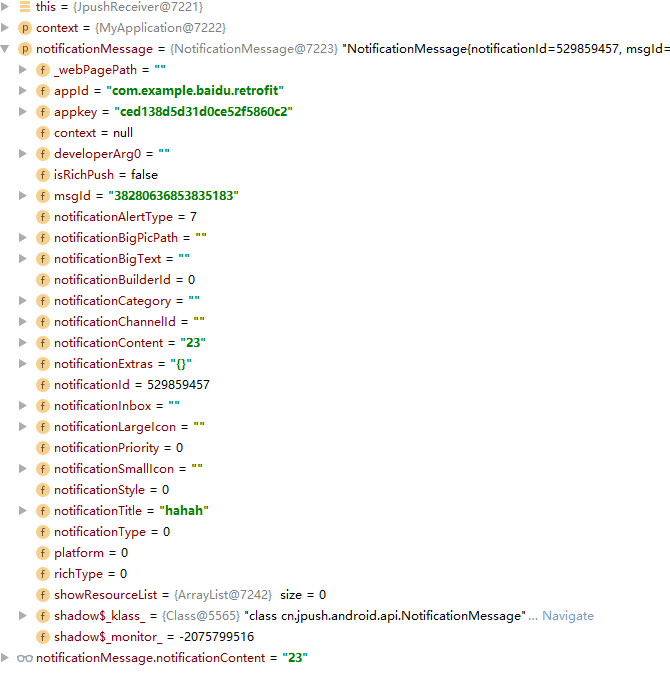 this = {JpushReceiver@7221}
p context = {MyApplication@7222}
p notificationMessage = {NotificationMessage@7223} "NotificationMessage{notificationId=529859457, msgId=
f _webPagePath = ""
f appId = "com.example.baidu.retrofit"
f appkey = "ced138d5d31d0ce52f5860c2"
f context = null
f developerArg0 = ""
f isRichPush = false
f msgId = "38280636853835183"
f notificationAlertType = 7
f notificationBigPicPath = ""
f notificationBigText = ""
f notificationBuilderId = 0
f notificationCategory = ""
f notificationChannelId = ""
f notificationContent = "23"
f notificationExtras = "{}"
f notificationId = 529859457
f notificationInbox = ""
f notificationLargeIcon = ""
f notificationPriority = 0
f notificationSmallIcon = ""
f notificationStyle = 0
f notificationTitle = "hahah"
f notificationType = 0
f platform = 0
f richType = 0
f showResourceList = {ArrayList@7242} size = 0
f shadow$_klass_ = {Class@5565} "class cn.jpush.android.api.NotificationMessage"... Navigate
f shadow$_monitor_ = -2075799516
notificationMessage.notificationContent = "23"